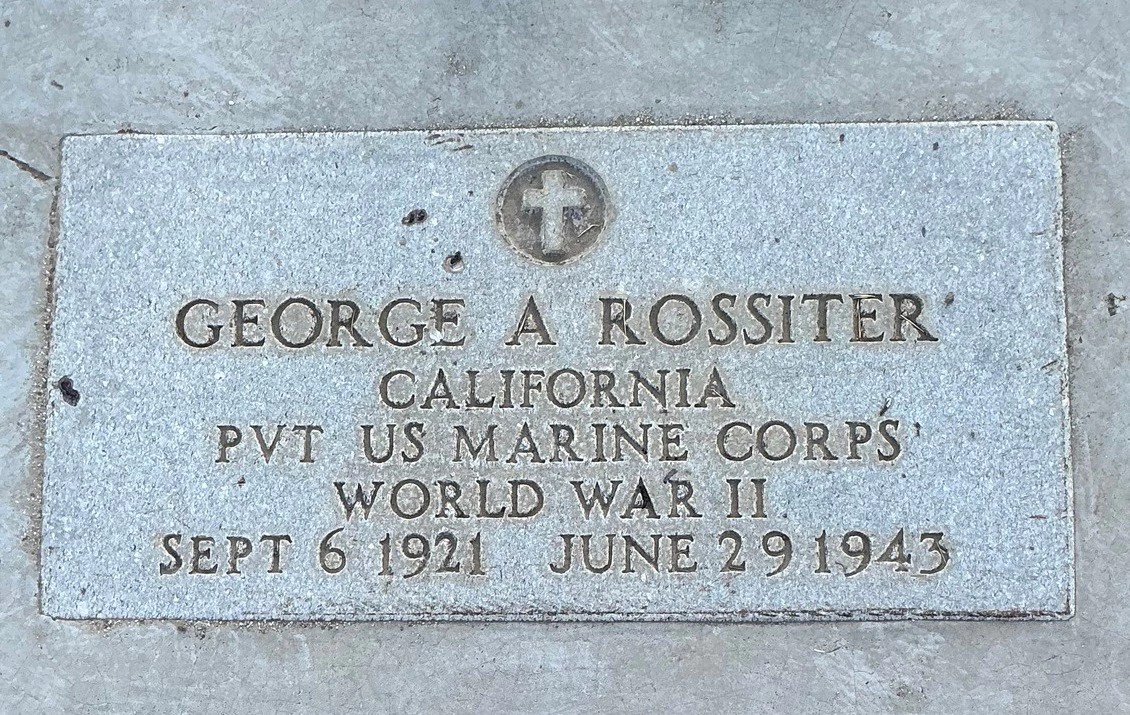 GEORGE A ROSSITER
CALIFORNIA
PVT US MARINE CORPS
WORLD WAR II
SEPT 6 1921 JUNE 29 1943